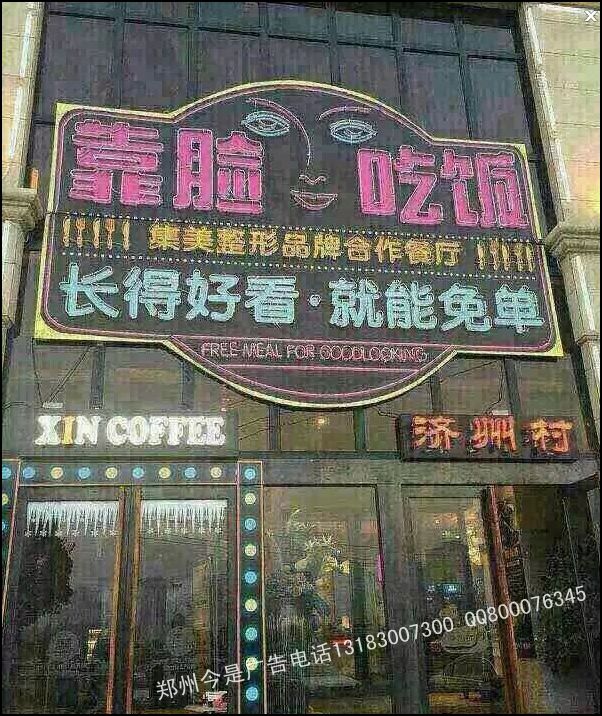 靠脸 吃饭
集美整形品牌合作餐厅
长得好看·就能免单
FREE MEAL FOR GOODLOOKING
XIN COFFEE
济州村
郑州今是广告电话13183007300 QQ800076345